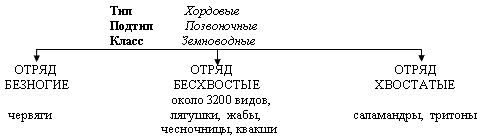 Тип Хордовые
Подтип Позвоночные
Класс Земноводные
ОТРЯД ОТРЯД ОТРЯД
БЕЗНОГИЕ БЕСХВОСТЫЕ ХВОСТАТЫЕ
около 3200 видов,
червяги лягушки, жабы, саламандры, тритоны
чесночницы, квакши